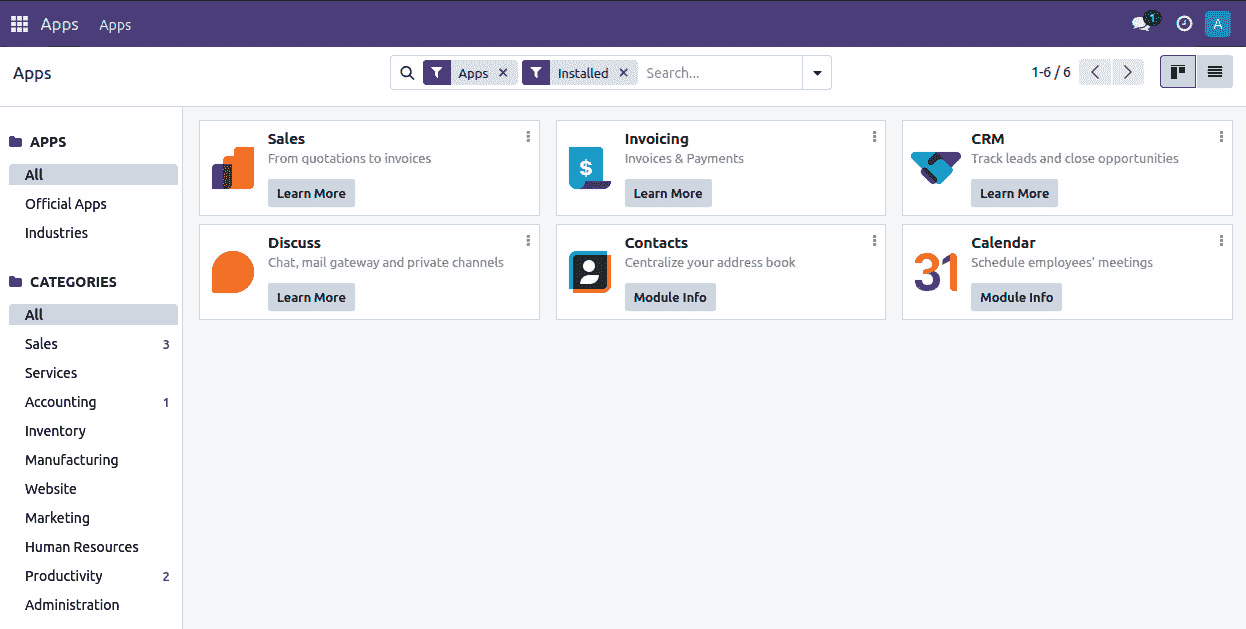 Apps Apps 1 A
Apps Apps Installed Search... 1-6 / 6
APPS
All
Official Apps
Industries
CATEGORIES
All
Sales 3
Services
Accounting 1
Inventory
Manufacturing
Website
Marketing
Human Resources
Productivity 2
Administration
Sales
From quotations to invoices
Learn More
$
Invoicing
Invoices & Payments
Learn More
CRM
Track leads and close opportunities
Learn More
Discuss
Chat, mail gateway and private channels
Learn More
Contacts
Centralize your address book
Module Info
31
Calendar
Schedule employees' meetings
Module Info